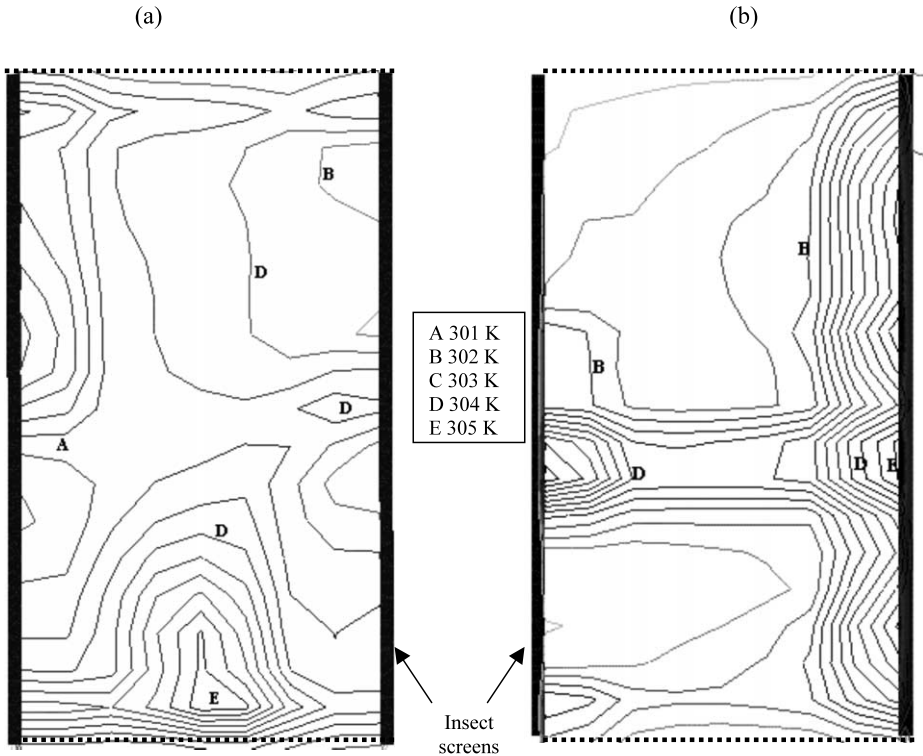 (a) (b)
B
D
D
A
D
E
A 301 K
B 302 K
C 303 K
D 304 K
E 305 K
B
B
D
D E
Insect
screens